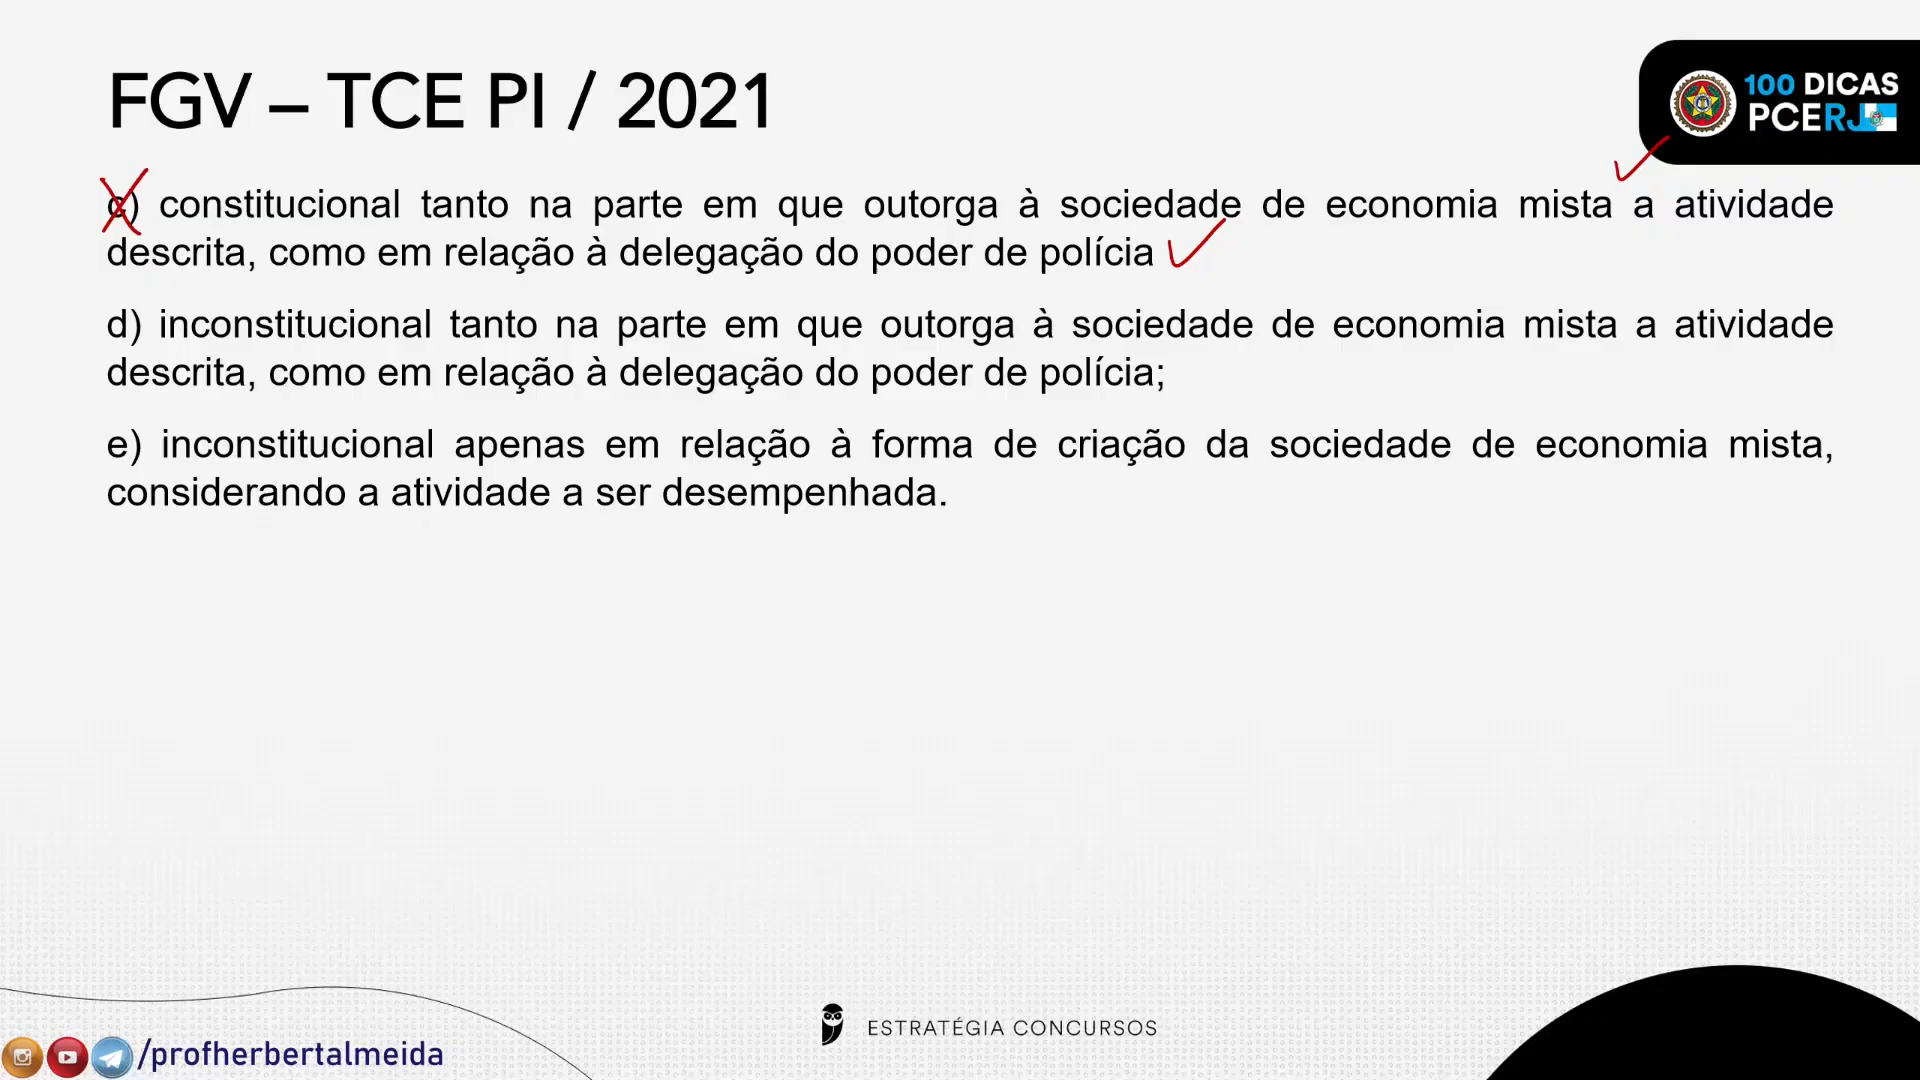 FGV – TCE PI / 2021
100 DICAS
PCERJ
c) constitucional tanto na parte em que outorga à sociedade de economia mista a atividade
descrita, como em relação à delegação do poder de polícia
d) inconstitucional tanto na parte em que outorga à sociedade de economia mista a atividade
descrita, como em relação à delegação do poder de polícia;
e) inconstitucional apenas em relação à forma de criação da sociedade de economia mista,
considerando a atividade a ser desempenhada.
ESTRATÉGIA CONCURSOS
/profherbertalmeida